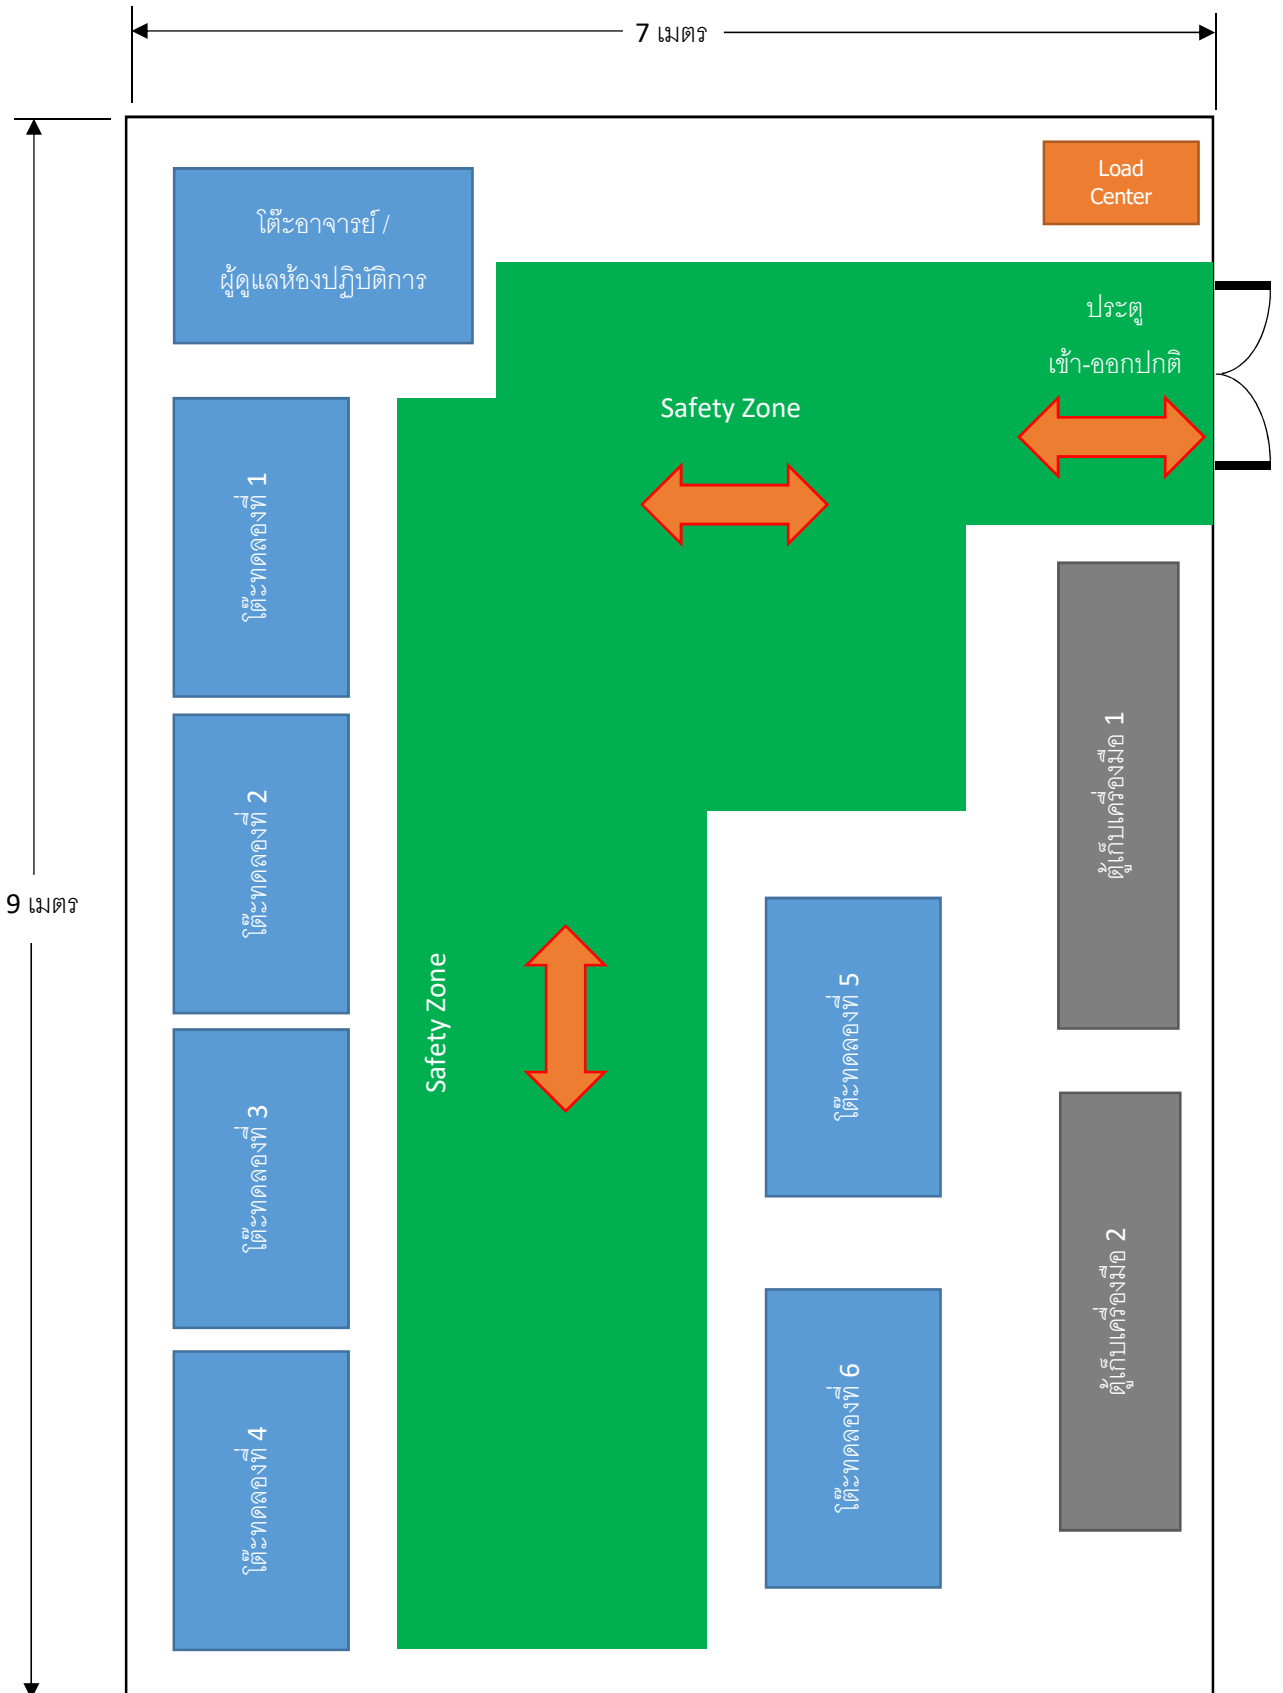 7 เมตร
Load
Center
โต๊ะอาจารย์ /
ผู้ดูแลห้องปฏิบัติการ
ประตู
เข้า-ออกปกติ
Safety Zone
โต๊ะทดลองที่ 1
ตู้เก็บเครื่องมือ 1
โต๊ะทดลองที่ 2
9 เมตร
Safety Zone
โต๊ะทดลองที่ 5
โต๊ะทดลองที่ 3
ตู้เก็บเครื่องมือ 2
โต๊ะทดลองที่ 6
โต๊ะทดลองที่ 4